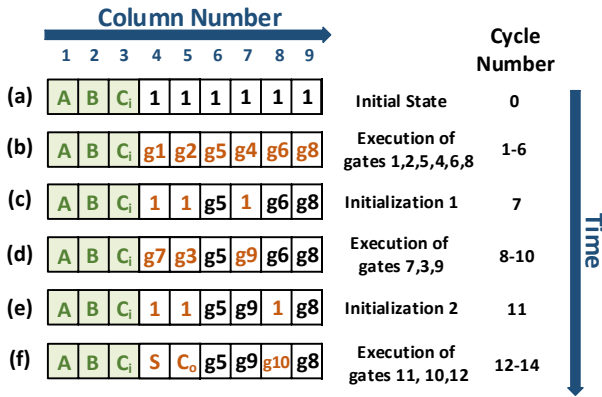 Column Number
1 2 3 4 5 6 7 8 9
Cycle
Number
(a) A B Ci 1 1 1 1 1 1 Initial State 0
(b) A B Ci g1 g2 g5 g4 g6 g8 Execution of
gates 1,2,5,4,6,8 1-6
(c) A B Ci 1 1 g5 1 g6 g8 Initialization 1 7
(d) A B Ci g7 g3 g5 g9 g6 g8 Execution of
gates 7,3,9 8-10
(e) A B Ci 1 1 g5 g9 1 g8 Initialization 2 11
(f) A B Ci S Co g5 g9 g10 g8 Execution of
gates 11, 10,12 12-14
Time